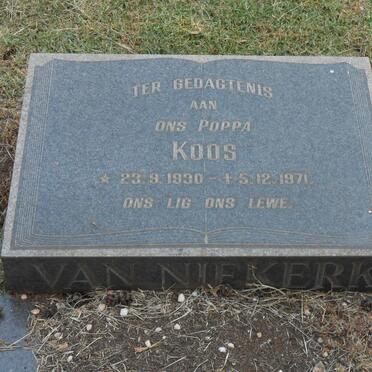 TER GEDAGTENIS
AAN
ONS POPPA
KOOS
* 23.9.1930 - † 5.12.1971.
ONS LIG ONS LEWE.
VAN NIEKERK